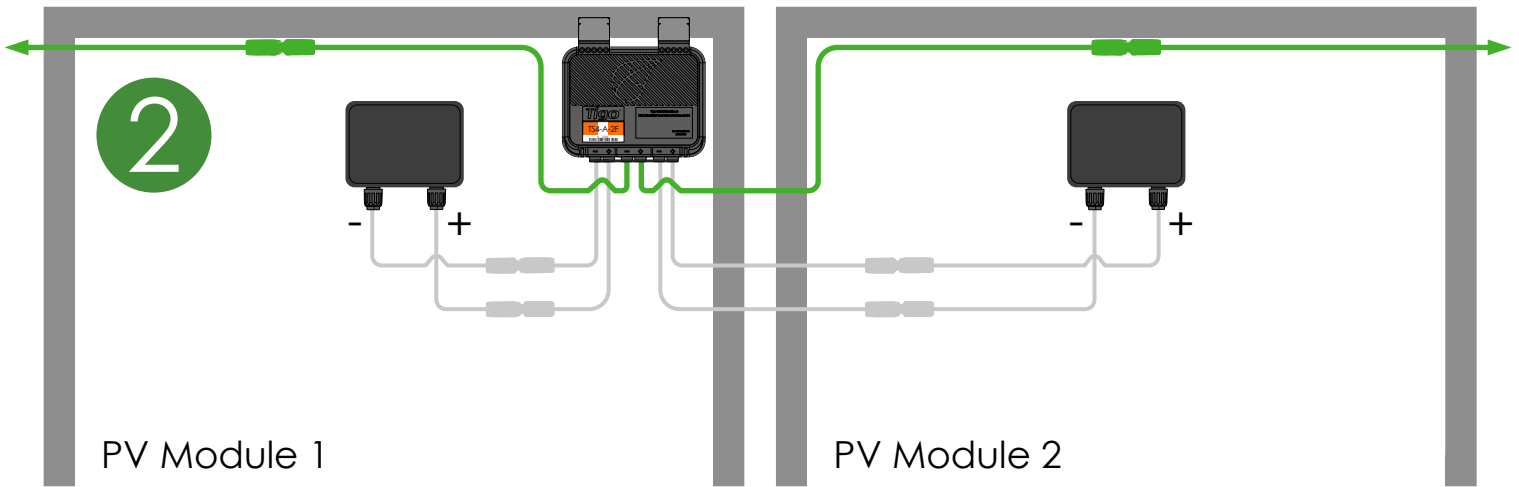 2
Tigo
TS4-A-2F
- +
- +
- + - + - +
PV Module 1
PV Module 2